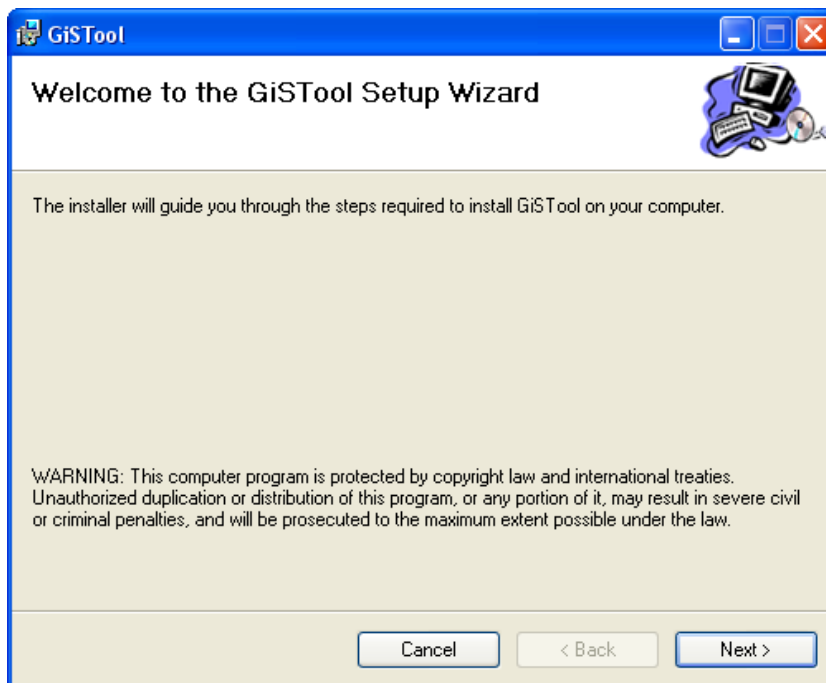 GiSTool
Welcome to the GiSTool Setup Wizard
The installer will guide you through the steps required to install GiSTool on your computer.
WARNING: This computer program is protected by copyright law and international treaties.
Unauthorized duplication or distribution of this program, or any portion of it, may result in severe civil
or criminal penalties, and will be prosecuted to the maximum extent possible under the law.
Cancel
< Back
Next >